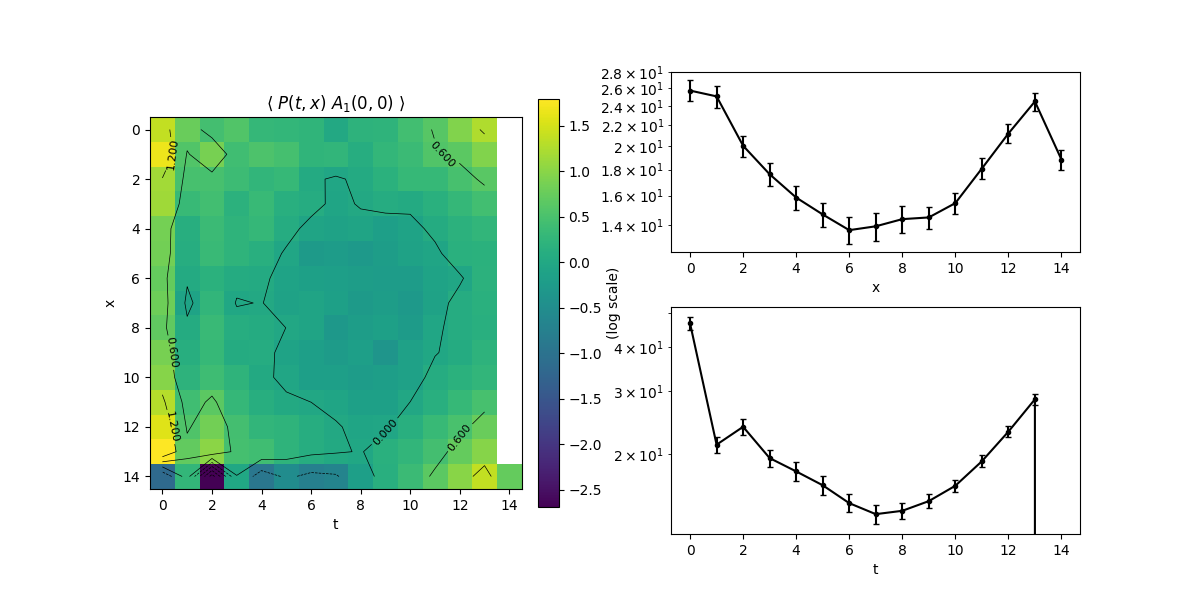 ⟨ P(t, x) A₁(0, 0) ⟩
0
2
4
6
8
10
12
14
x
0 2 4 6 8 10 12 14
t
1.200
0.600
0.600
1.200
0.000
0.600
1.5
1.0
0.5
0.0
−0.5
−1.0
−1.5
−2.0
−2.5
(log scale)
2.8 × 10¹
2.6 × 10¹
2.4 × 10¹
2.2 × 10¹
2 × 10¹
1.8 × 10¹
1.6 × 10¹
1.4 × 10¹
0 2 4 6 8 10 12 14
x
4 × 10¹
3 × 10¹
2 × 10¹
0 2 4 6 8 10 12 14
t